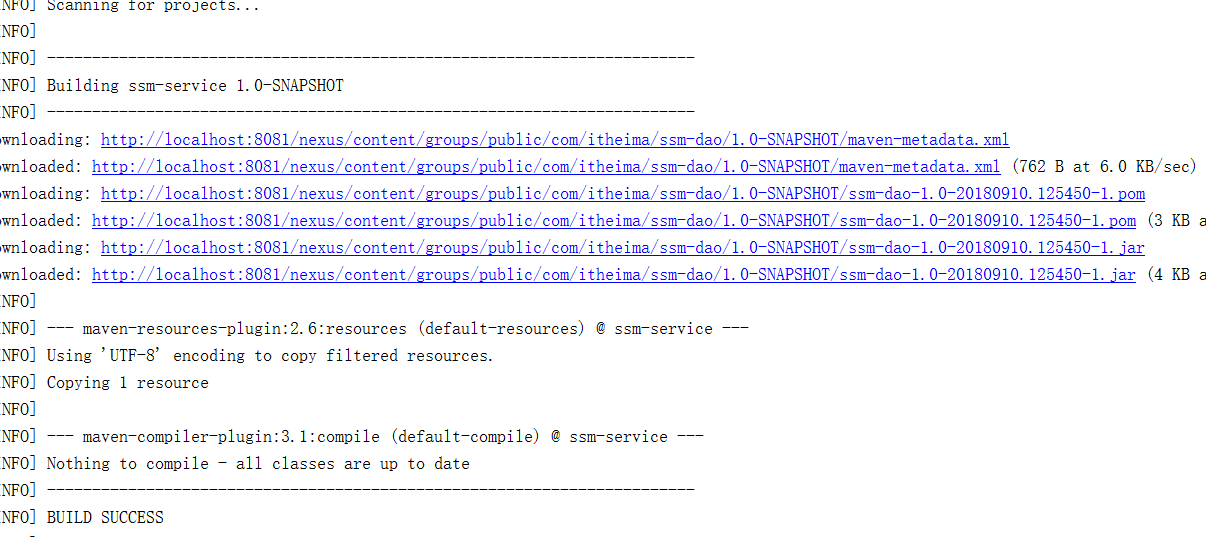 NFO] Scanning for projects...
NFO]
NFO] ------------------------------------------------------------------------
NFO] Building ssm-service 1.0-SNAPSHOT
NFO] ------------------------------------------------------------------------
ownloading: http://localhost:8081/nexus/content/groups/public/com/itheima/ssm-dao/1.0-SNAPSHOT/maven-metadata.xml
ownloaded: http://localhost:8081/nexus/content/groups/public/com/itheima/ssm-dao/1.0-SNAPSHOT/maven-metadata.xml (762 B at 6.0 KB/sec)
ownloading: http://localhost:8081/nexus/content/groups/public/com/itheima/ssm-dao/1.0-SNAPSHOT/ssm-dao-1.0-20180910.125450-1.pom
ownloaded: http://localhost:8081/nexus/content/groups/public/com/itheima/ssm-dao/1.0-SNAPSHOT/ssm-dao-1.0-20180910.125450-1.pom (3 KB a
ownloading: http://localhost:8081/nexus/content/groups/public/com/itheima/ssm-dao/1.0-SNAPSHOT/ssm-dao-1.0-20180910.125450-1.jar
ownloaded: http://localhost:8081/nexus/content/groups/public/com/itheima/ssm-dao/1.0-SNAPSHOT/ssm-dao-1.0-20180910.125450-1.jar (4 KB a
NFO]
NFO] --- maven-resources-plugin:2.6:resources (default-resources) @ ssm-service ---
NFO] Using 'UTF-8' encoding to copy filtered resources.
NFO] Copying 1 resource
NFO]
NFO] --- maven-compiler-plugin:3.1:compile (default-compile) @ ssm-service ---
NFO] Nothing to compile - all classes are up to date
NFO] ------------------------------------------------------------------------
NFO] BUILD SUCCESS